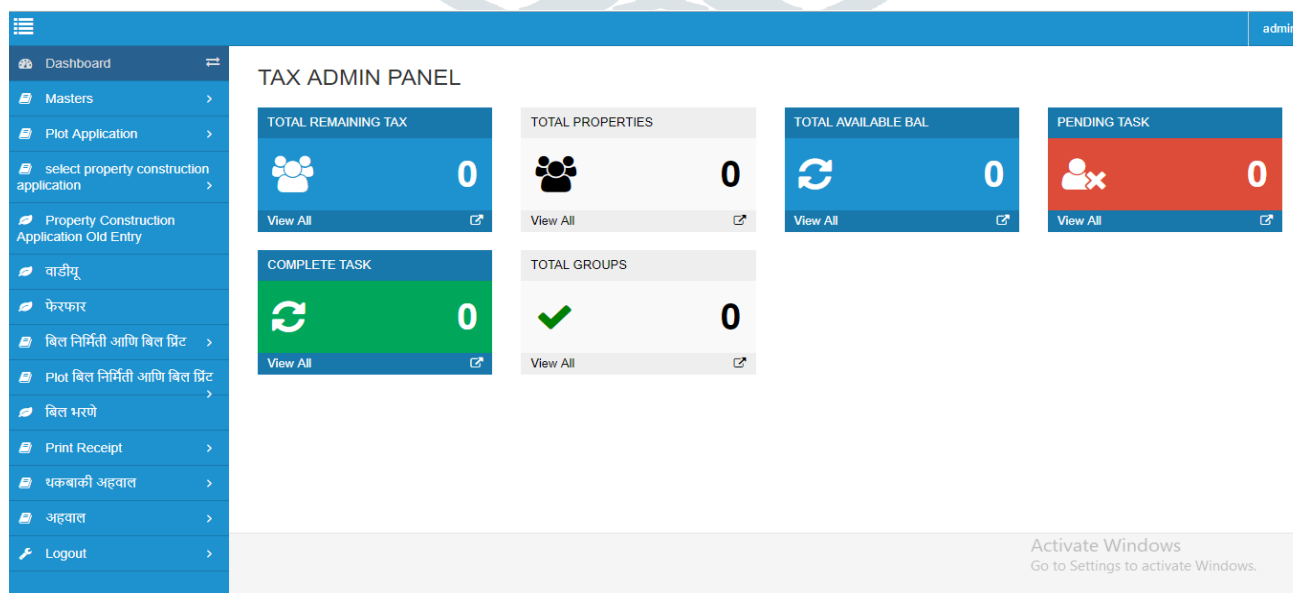 admin
Dashboard
Masters
Plot Application
select property construction
application
Property Construction
Application Old Entry
वाडीयू
फेरफार
बिल निर्मिती आणि बिल प्रिंट
Plot बिल निर्मिती आणि बिल प्रिंट
बिल भरणे
Print Receipt
थकबाकी अहवाल
अहवाल
Logout
TAX ADMIN PANEL
TOTAL REMAINING TAX
0
View All
TOTAL PROPERTIES
0
View All
TOTAL AVAILABLE BAL
0
View All
PENDING TASK
0
View All
COMPLETE TASK
0
View All
TOTAL GROUPS
0
View All
Activate Windows
Go to Settings to activate Windows.